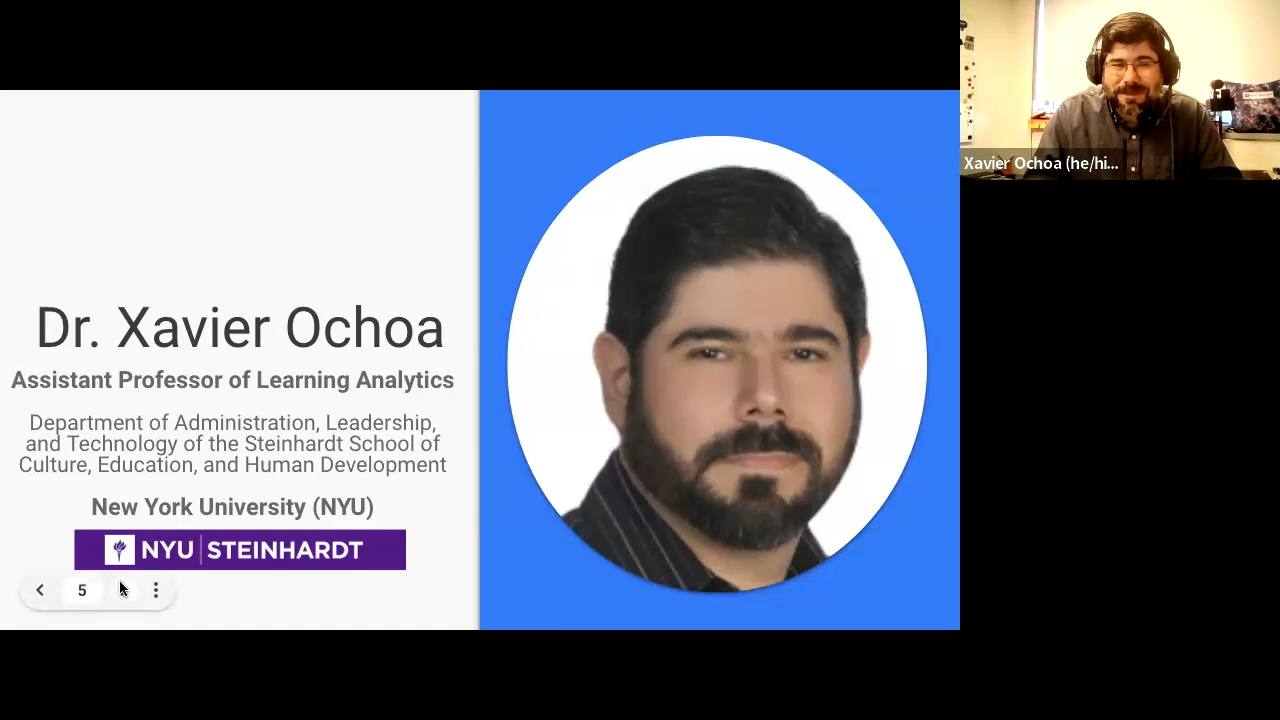 Dr. Xavier Ochoa
Assistant Professor of Learning Analytics
Department of Administration, Leadership,
and Technology of the Steinhardt School of
Culture, Education, and Human Development
New York University (NYU)
NYU STEINHARDT
5
Xavier Ochoa (he/hi...